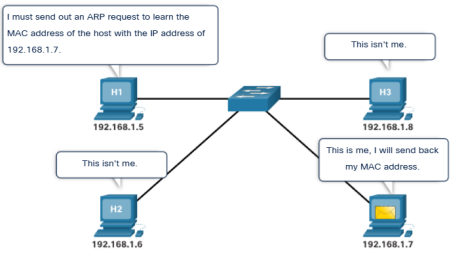 I must send out an ARP request to learn the
MAC address of the host with the IP address of
192.168.1.7.
This isn't me.
H1
H3
192.168.1.5
192.168.1.8
This isn't me.
This is me, I will send back
my MAC address.
H2
192.168.1.6
192.168.1.7